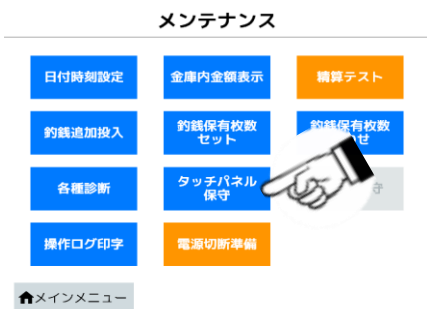 メンテナンス
日付時刻設定
金庫内金額表示
精算テスト
釣銭追加投入
釣銭保有枚数
セット
釣銭保有枚数
せ
各種診断
タッチパネル
保守
守
操作ログ印字
電源切断準備
メインメニュー